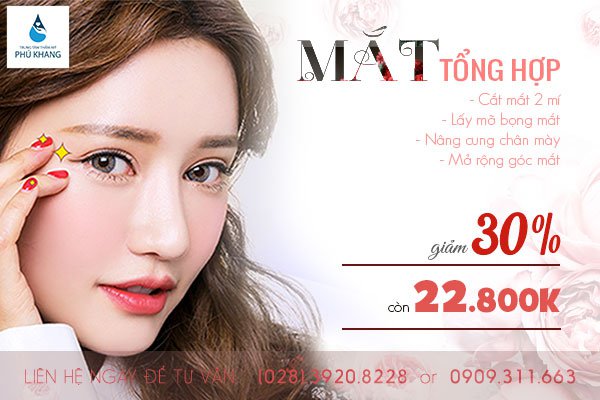 TRUNG TÂM THẨM MỸ
PHÚ KHANG
MẮT TỔNG HỢP
- Cắt mắt 2 mí
- Lấy mỡ bọng mắt
- Nâng cung chân mày
- Mở rộng góc mắt
giảm 30%
còn 22.800K
LIÊN HỆ NGAY ĐỂ TƯ VẤN (028).3920.8228 or 0909.311.663